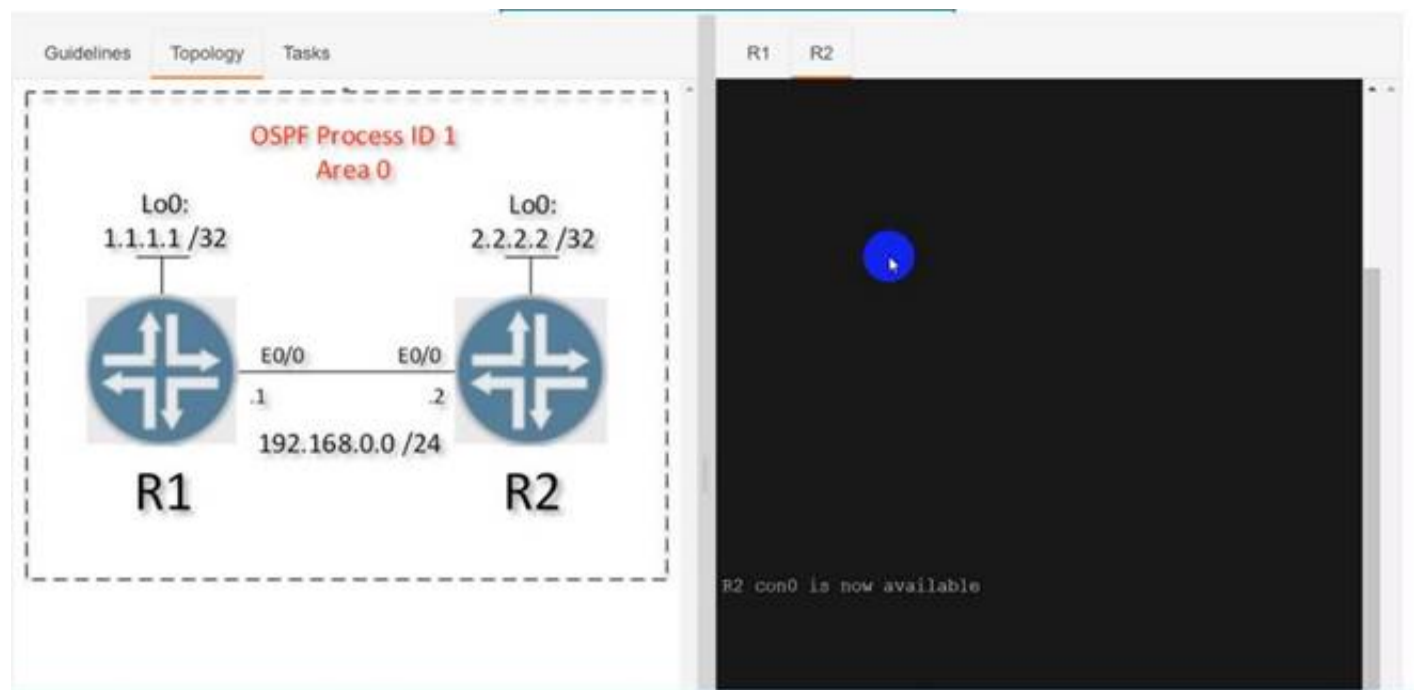 Guidelines Topology Tasks
R1 R2
OSPF Process ID 1
Area 0
Lo0: Lo0:
1.1.1.1 /32 2.2.2.2 /32
E0/0 E0/0
.1 .2
192.168.0.0 /24
R1 R2
R2 con0 is now available